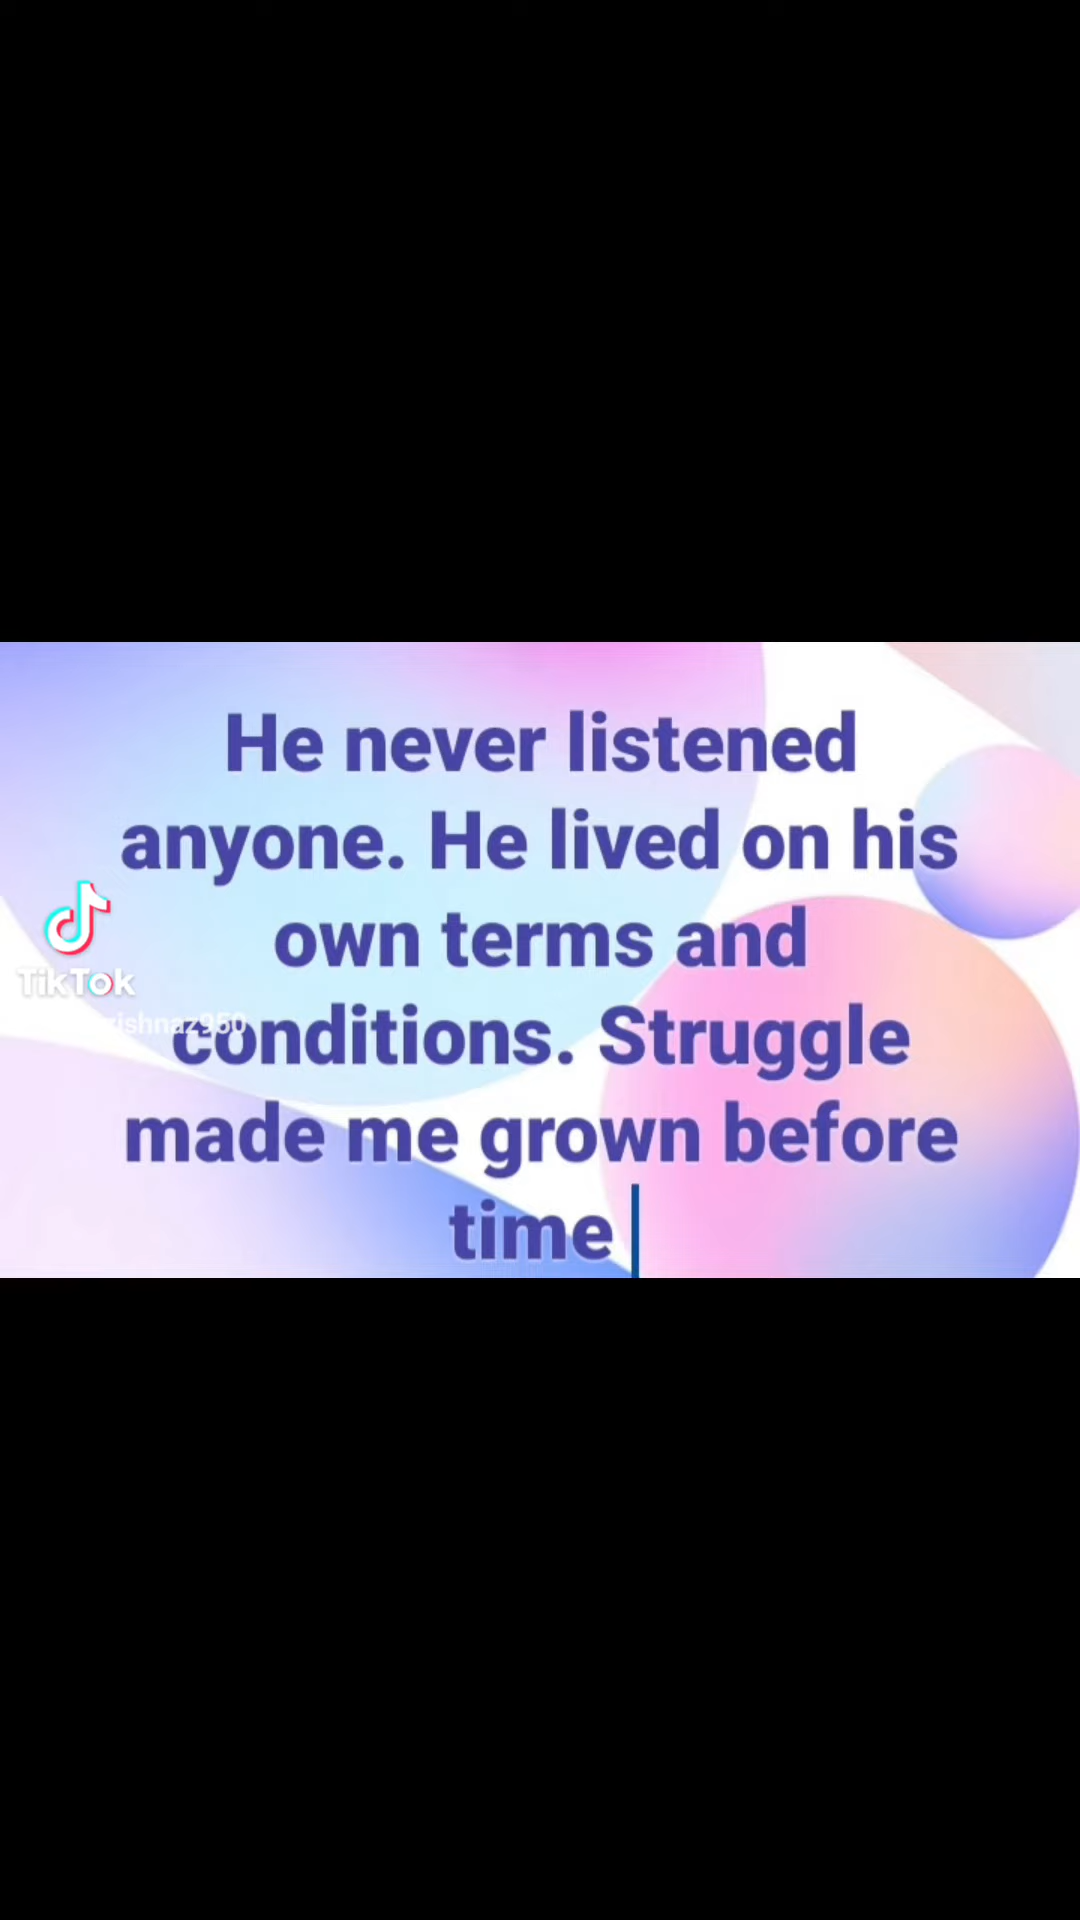 He never listened
anyone. He lived on his
own terms and
conditions. Struggle
made me grown before
time
TikTok